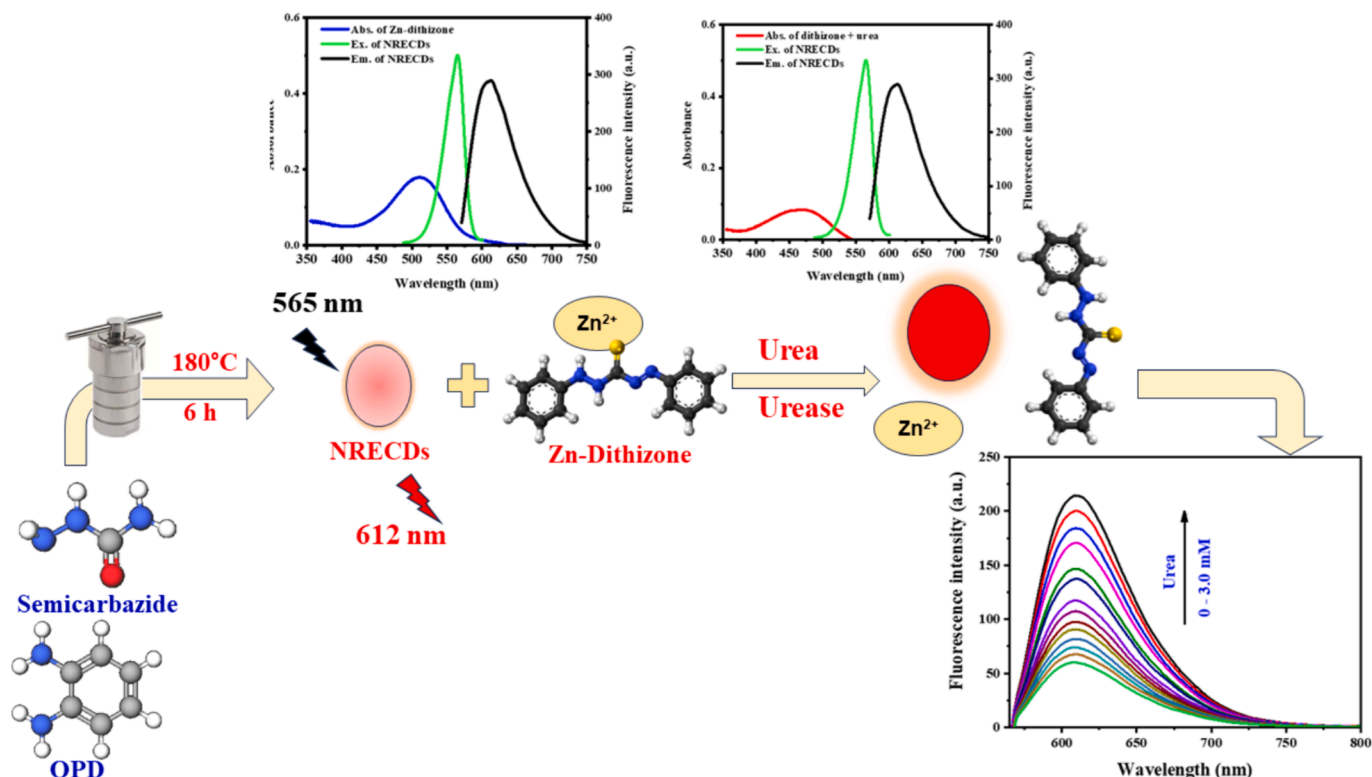 0.6
0.4
0.2
0.0
Absorbance
Abs. of Zn-dithizone
Ex. of NRECDs
Em. of NRECDs
400
300
200
100
0
Fluorescence intensity (a.u.)
350 400 450 500 550 600 650 700 750
Wavelength (nm)
0.6
0.4
0.2
0.0
Absorbance
Abs. of dithizone + urea
Ex. of NRECDs
Em. of NRECDs
400
300
200
100
0
Fluorescence intensity (a.u.)
350 400 450 500 550 600 650 700 750
Wavelength (nm)
180°C
6 h
565 nm
NRECDs
612 nm
Zn2+
Zn-Dithizone
Urea
Urease
Zn2+
Semicarbazide
OPD
250
200
150
100
50
0
Fluorescence intensity (a.u.)
Urea
0 - 3.0 mM
600 650 700 750 800
Wavelength (nm)